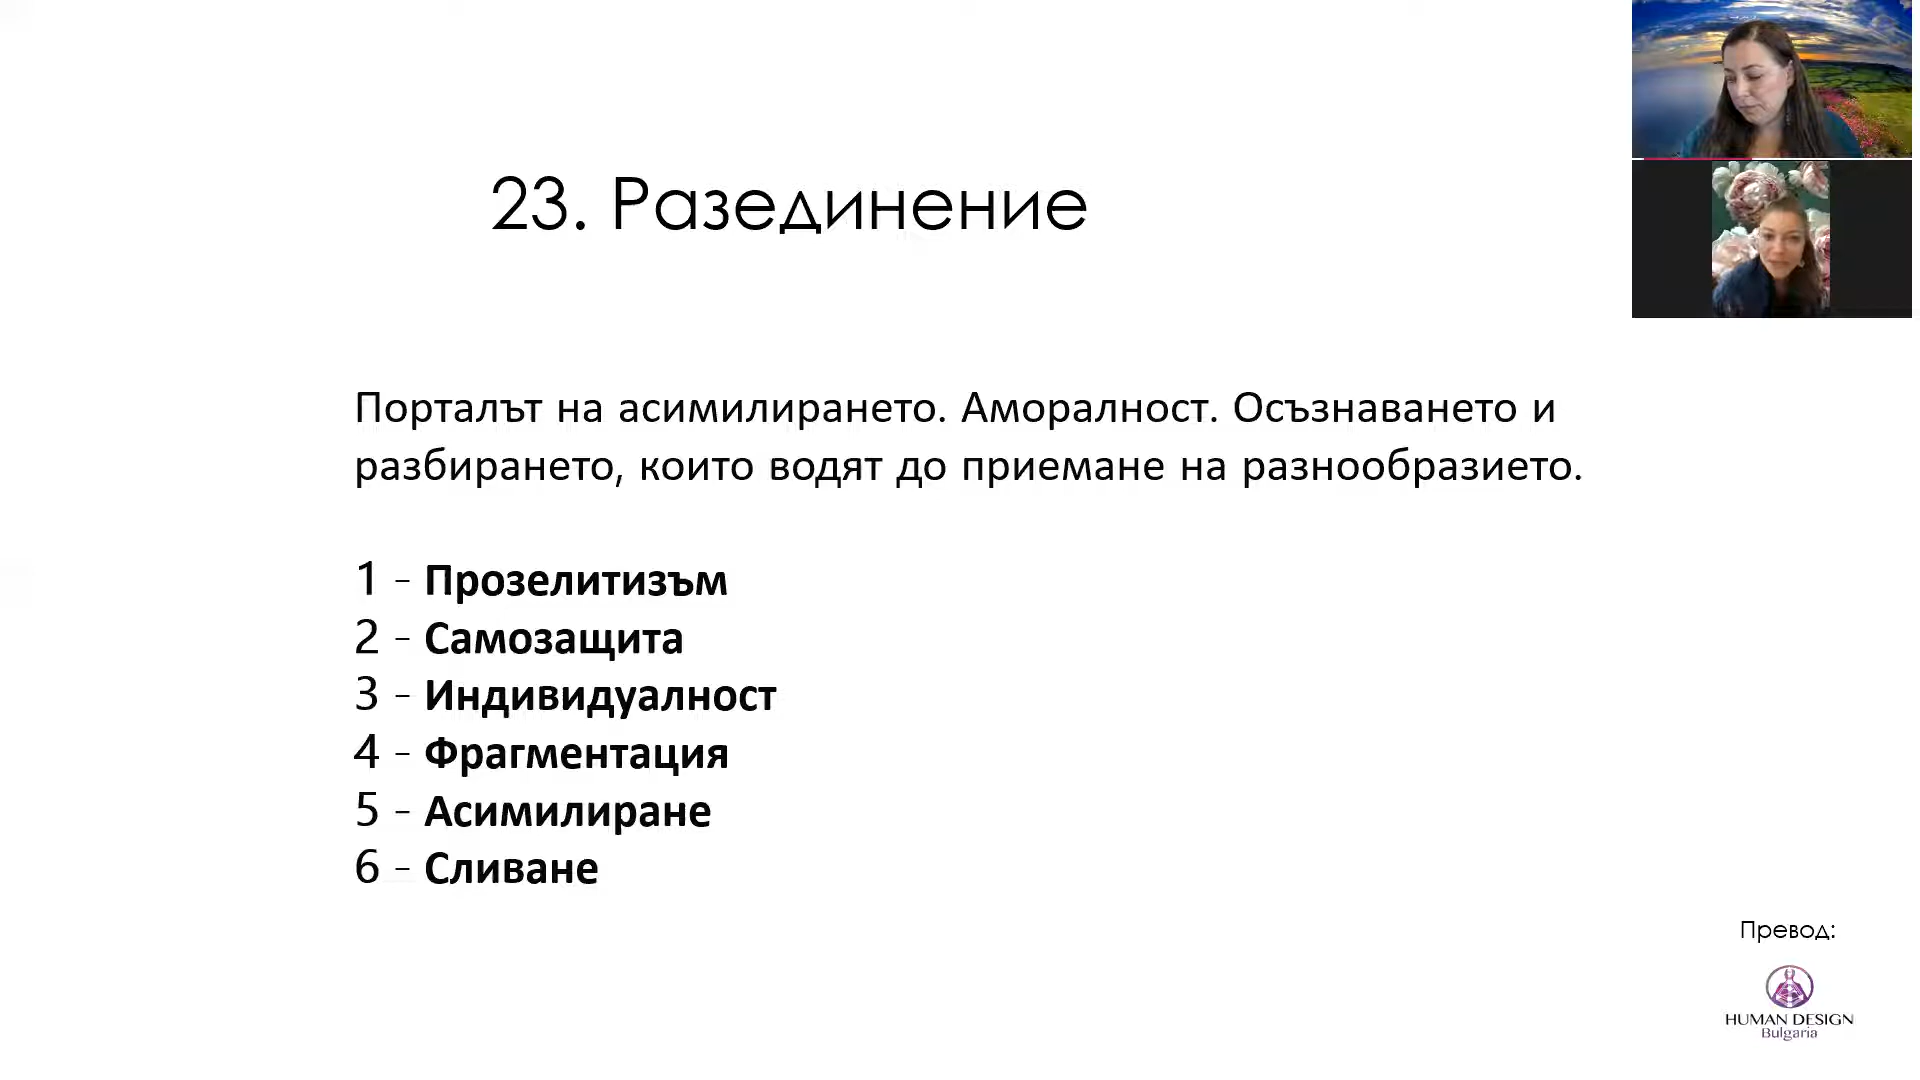 23. Разединение
Порталът на асимилирането. Аморалност. Осъзнаването и
разбирането, които водят до приемане на разнообразието.
1 - Прозелитизъм
2 - Самозащита
3 - Индивидуалност
4 - Фрагментация
5 - Асимилиране
6 - Сливане
Превод:
HUMAN DESIGN
Bulgaria